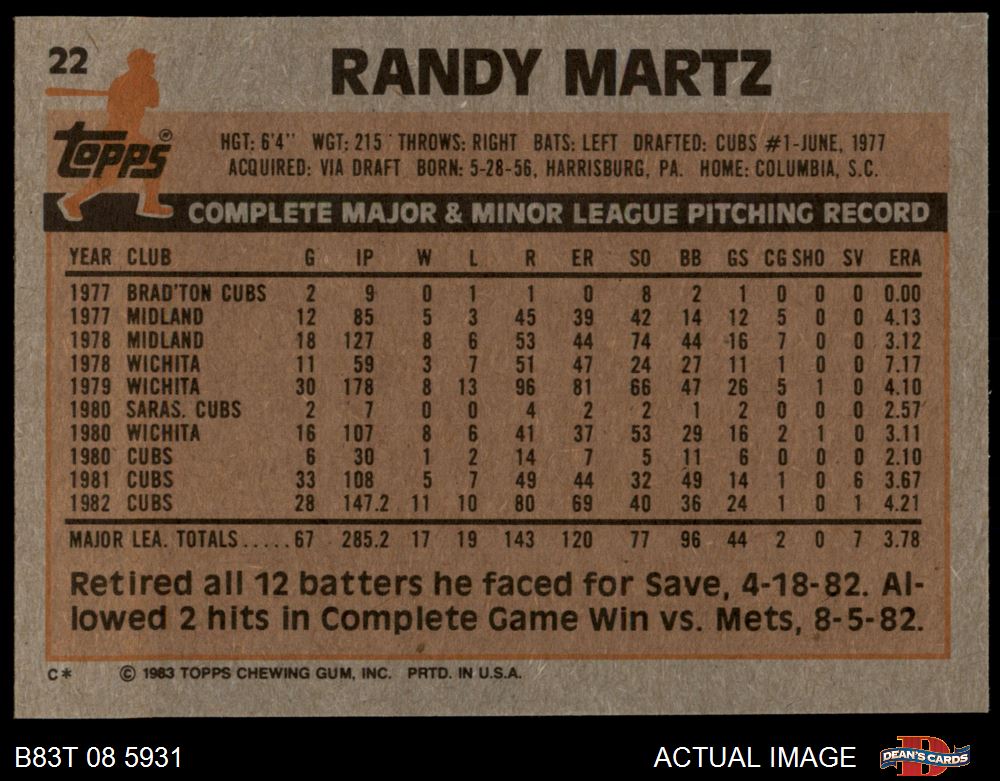 22
RANDY MARTZ
Topps®
HGT: 6'4" WGT: 215 THROWS: RIGHT BATS: LEFT DRAFTED: CUBS #1-JUNE, 1977
ACQUIRED: VIA DRAFT BORN: 5-28-56, HARRISBURG, PA. HOME: COLUMBIA, S.C.
COMPLETE MAJOR & MINOR LEAGUE PITCHING RECORD
YEAR CLUB G IP W L R ER SO BB GS CG SHO SV ERA
1977 BRAD'TON CUBS 2 9 0 1 1 0 8 2 1 0 0 0 0.00
1977 MIDLAND 12 85 5 3 45 39 42 14 12 5 0 0 4.13
1978 MIDLAND 18 127 8 6 53 44 74 44 16 7 0 0 3.12
1978 WICHITA 11 59 3 7 51 47 24 27 11 1 0 0 7.17
1979 WICHITA 30 178 8 13 96 81 66 47 26 5 1 0 4.10
1980 SARAS. CUBS 2 7 0 0 4 2 2 1 2 0 0 0 2.57
1980 WICHITA 16 107 8 6 41 37 53 29 16 2 1 0 3.11
1980 CUBS 6 30 1 2 14 7 5 11 6 0 0 0 2.10
1981 CUBS 33 108 5 7 49 44 32 49 14 1 0 6 3.67
1982 CUBS 28 147.2 11 10 80 69 40 36 24 1 0 1 4.21
MAJOR LEA. TOTALS.....67 285.2 17 19 143 120 77 96 44 2 0 7 3.78
Retired all 12 batters he faced for Save, 4-18-82. Al-
lowed 2 hits in Complete Game Win vs. Mets, 8-5-82.
C* © 1983 TOPPS CHEWING GUM, INC. PRTD. IN U.S.A.
B83T 08 5931 ACTUAL IMAGE DEAN'S CARDS